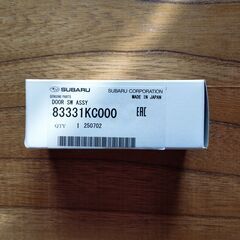 SUBARU
SUBARU CORPORATION
GENUINE PARTS
MADE IN JAPAN
DOOR SW ASSY
83331KC000
EAC
QTY 1 250702